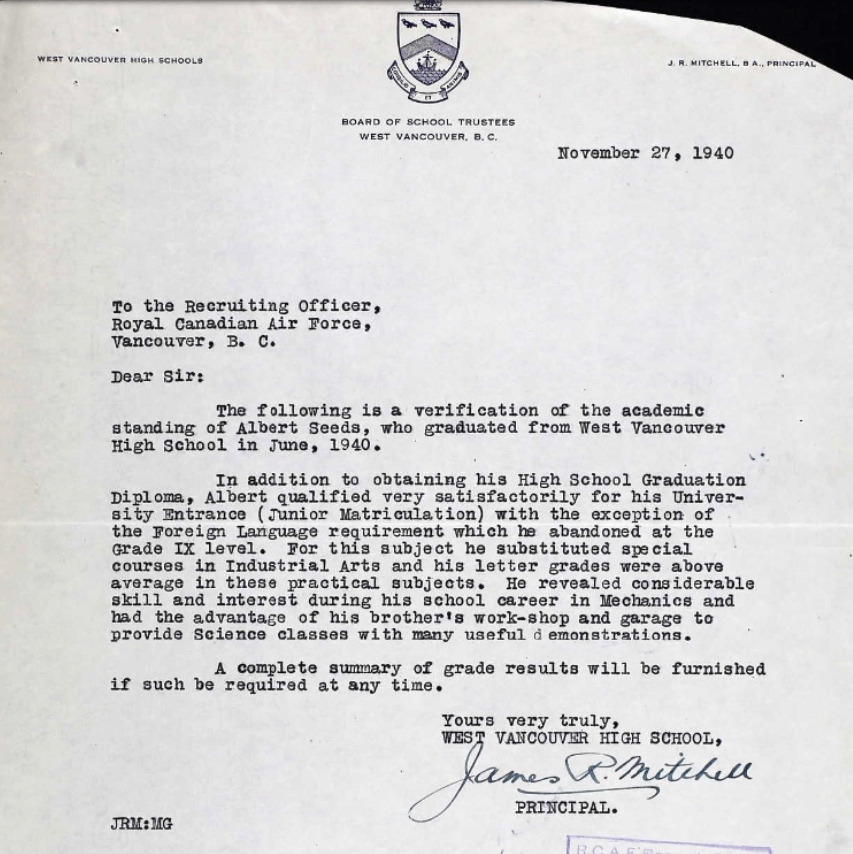 WEST VANCOUVER HIGH SCHOOLS
J. R. MITCHELL, B A., PRINCIPAL
ET
BOARD OF SCHOOL TRUSTEES
WEST VANCOUVER, B. C.
November 27, 1940
To the Recruiting Officer,
Royal Canadian Air Force,
Vancouver, B. C.
Dear Sir:
The following is a verification of the academic
standing of Albert Seeds, who graduated from West Vancouver
High School in June, 1940.
In addition to obtaining his High School Graduation
Diploma, Albert qualified very satisfactorily for his Univer-
sity Entrance (Junior Matriculation) with the exception of
the Foreign Language requirement which he abandoned at the
Grade IX level. For this subject he substituted special
courses in Industrial Arts and his letter grades were above
average in these practical subjects. He revealed considerable
skill and interest during his school career in Mechanics and
had the advantage of his brother's work-shop and garage to
provide Science classes with many useful d emonstrations.
A complete summary of grade results will be furnished
if such be required at any time.
Yours very truly,
WEST VANCOUVER HIGH SCHOOL,
James R. Mitchell
PRINCIPAL.
JRM:MG
R.C.A.F.